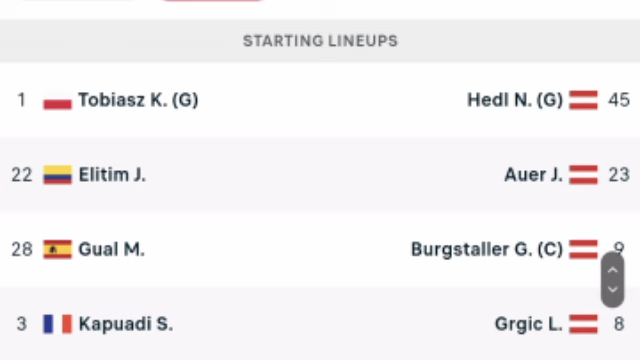 STARTING LINEUPS
1 Tobiasz K. (G) Hedl N. (G) 45
22 Elitim J. Auer J. 23
28 Gual M. Burgstaller G. (C) 9
3 Kapuadi S. Grgic L. 8